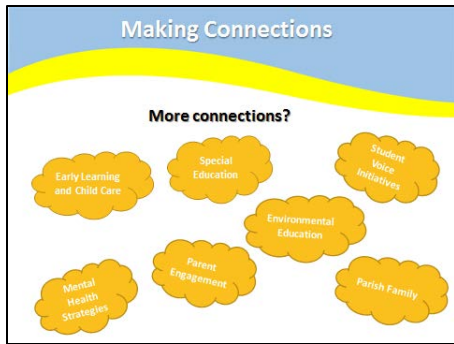 Making Connections
More connections?
Early Learning
and Child Care
Special
Education
Student
Voice
Initiatives
Environmental
Education
Parent
Engagement
Mental
Health
Strategies
Parish Family